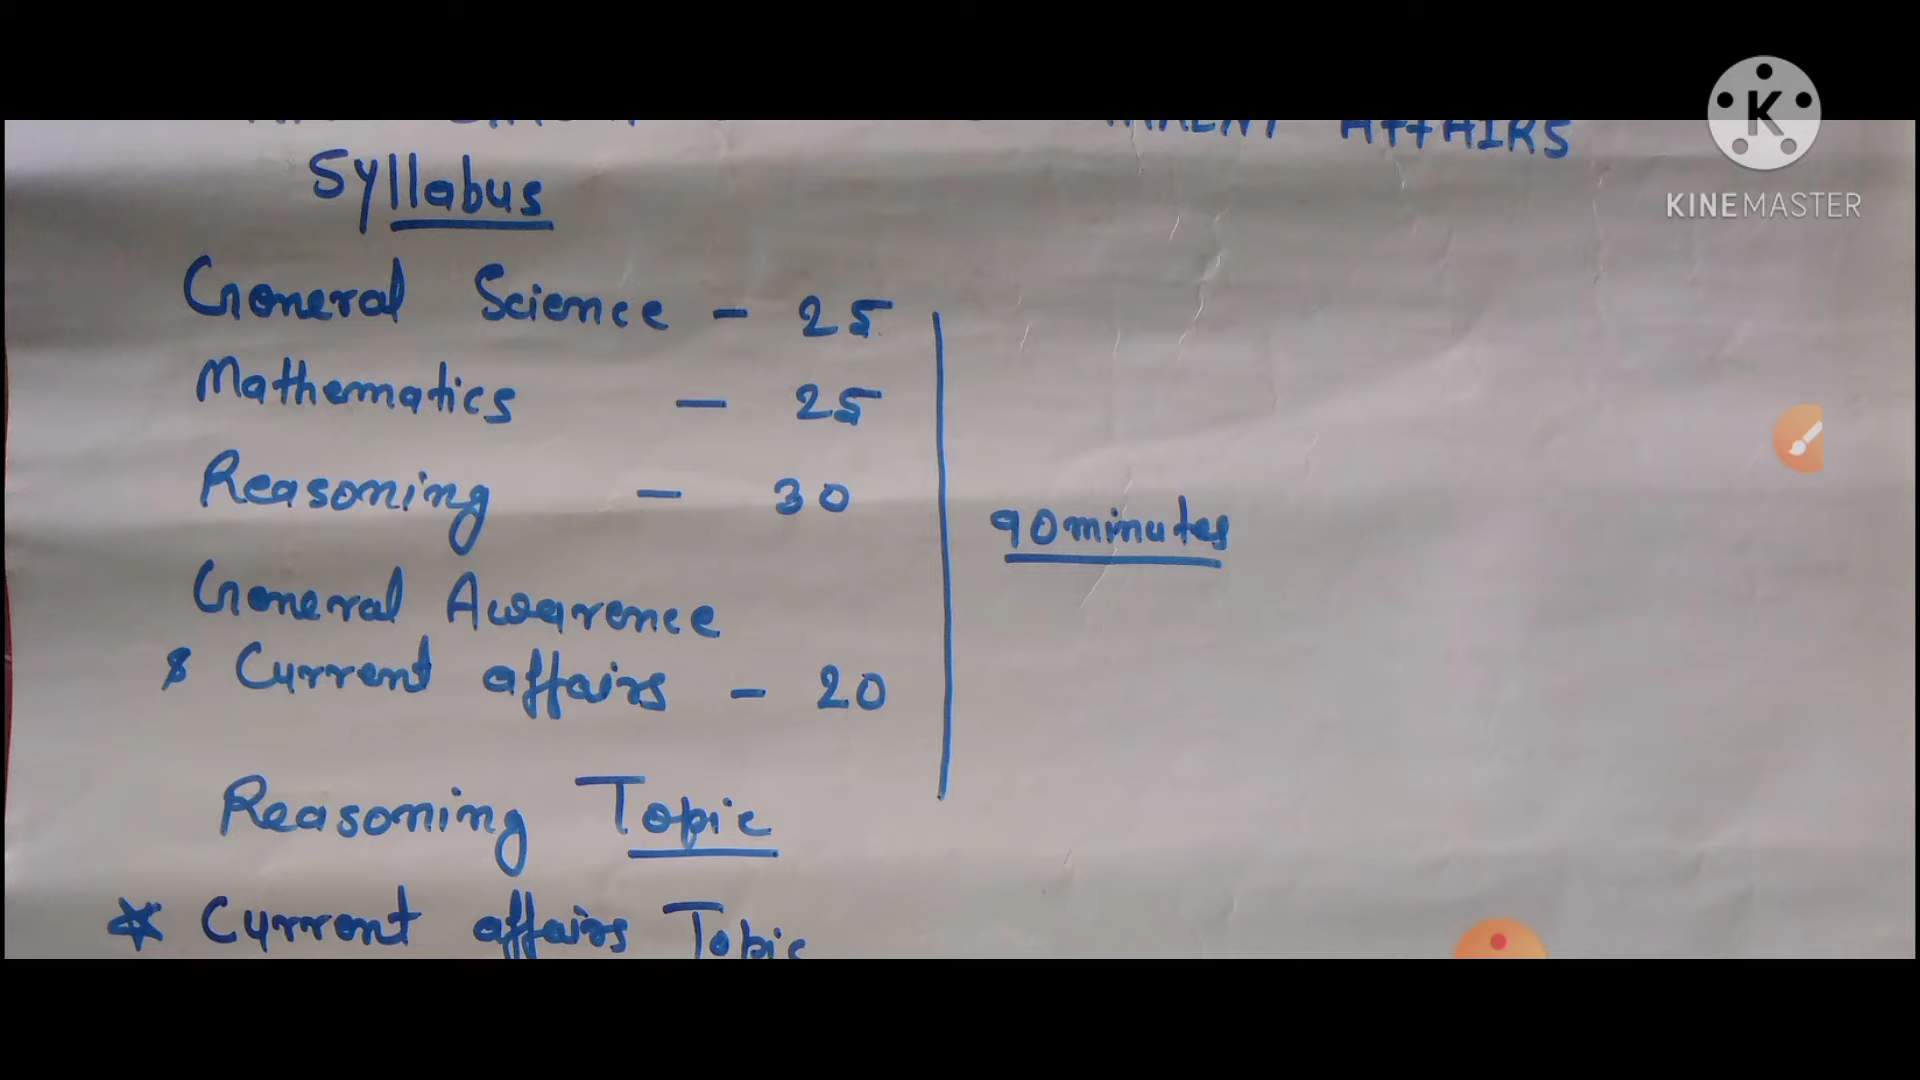 AFFAIRS
Syllabus
General Science - 25
Mathematics - 25
Reasoning - 30
90minutes
General Awarence
& Current affairs - 20
Reasoning Topic
* Current affairs Topic
K
KINEMASTER